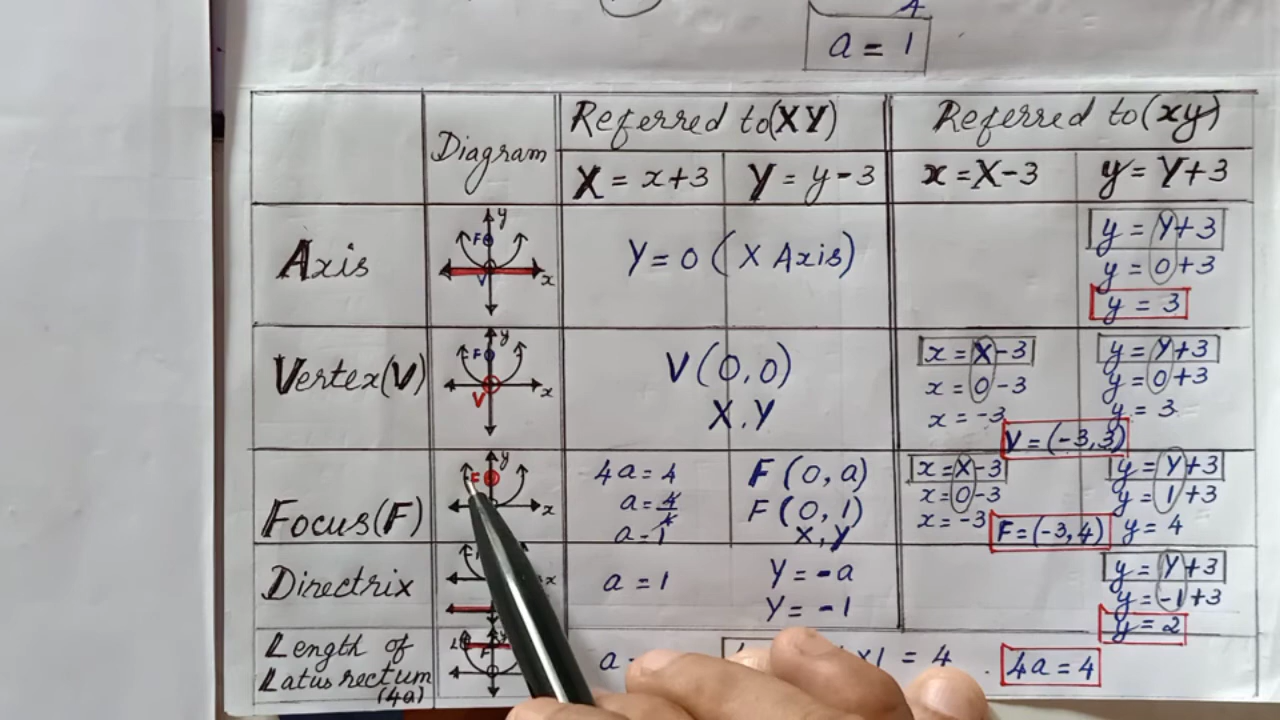 a = 1
Diagram
Referred to (XY)
Referred to (xy)
X = x+3
Y = y-3
x = X-3
y = Y+3
Axis
y
F
V
x
Y = 0 (X Axis)
y = Y+3
y = 0+3
y = 3
Vertex(V)
y
F
V
x
V(0,0)
X,Y
x = X-3
x = 0-3
x = -3
y = Y+3
y = 0+3
y = 3
V = (-3,3)
Focus(F)
y
F
x
4a = 4
a = 4/4
a = 1
F(0,a)
F(0,1)
X,Y
x = X-3
x = 0-3
x = -3
y = Y+3
y = 1+3
y = 4
F = (-3,4)
Directrix
x
a = 1
Y = -a
Y = -1
y = Y+3
y = -1+3
y = 2
Length of
Latus rectum
(4a)
a
×1 = 4
4a = 4